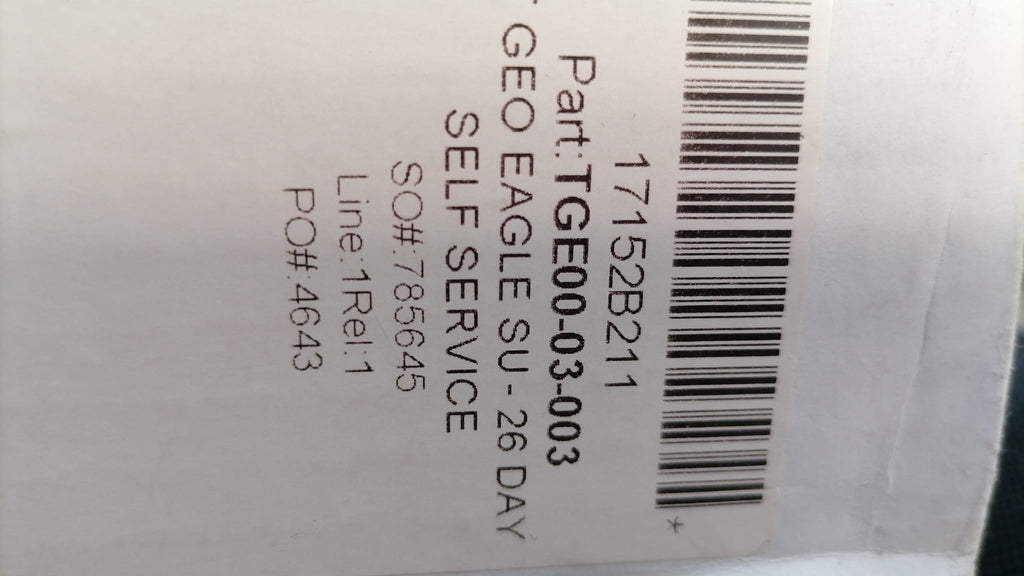 *
17152B211
Part:TGE00-03-003
GEO EAGLE SU - 26 DAY
SELF SERVICE
SO#:785645
Line:1Rel:1
PO#:4643